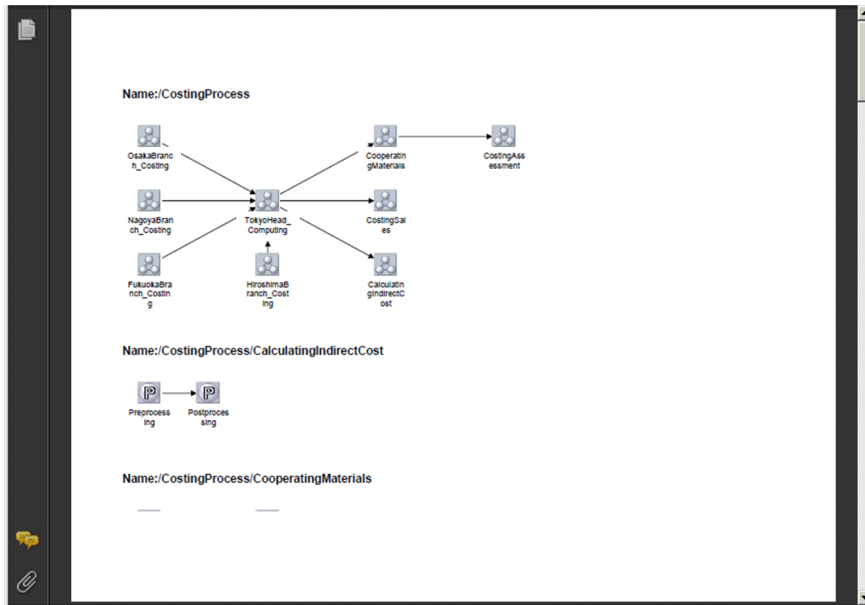 Name:/CostingProcess
OsakaBranc
h_Costing
CooperatIn
gMaterials
CostingAss
essment
NagoyaBran
ch_Costing
TokyoHead_
Computing
CostingSal
es
FukuokaBra
nch_Costin
g
HiroshimaB
ranch_Cost
ing
Calculatin
gIndirectC
ost
Name:/CostingProcess/CalculatingIndirectCost
P
P
Preprocess
ing
Postproces
sing
Name:/CostingProcess/CooperatingMaterials